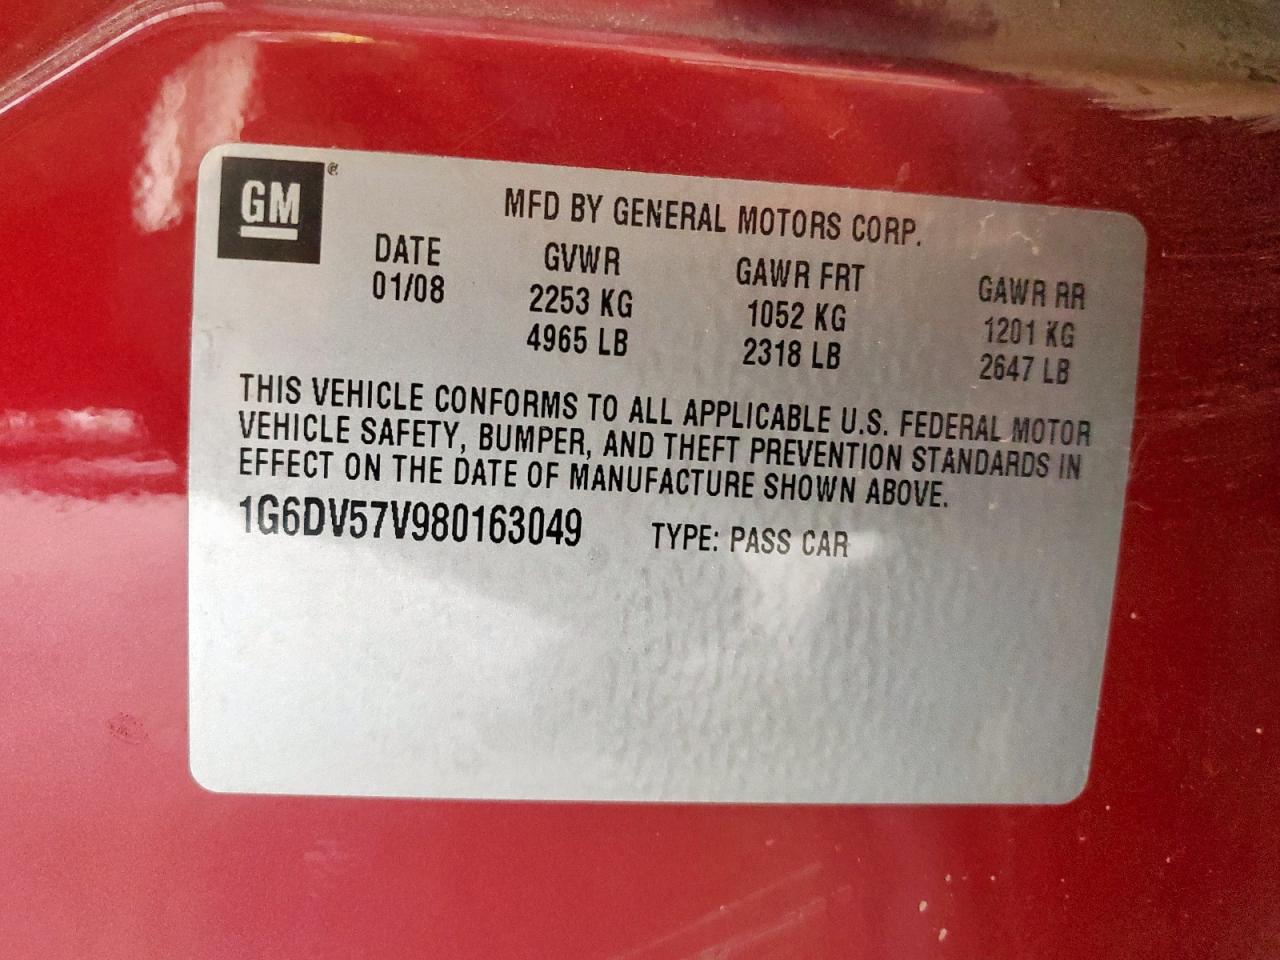 GM ®
MFD BY GENERAL MOTORS CORP.
DATE GVWR GAWR FRT GAWR RR
01/08 2253 KG 1052 KG 1201 KG
4965 LB 2318 LB 2647 LB
THIS VEHICLE CONFORMS TO ALL APPLICABLE U.S. FEDERAL MOTOR
VEHICLE SAFETY, BUMPER, AND THEFT PREVENTION STANDARDS IN
EFFECT ON THE DATE OF MANUFACTURE SHOWN ABOVE.
1G6DV57V980163049 TYPE: PASS CAR